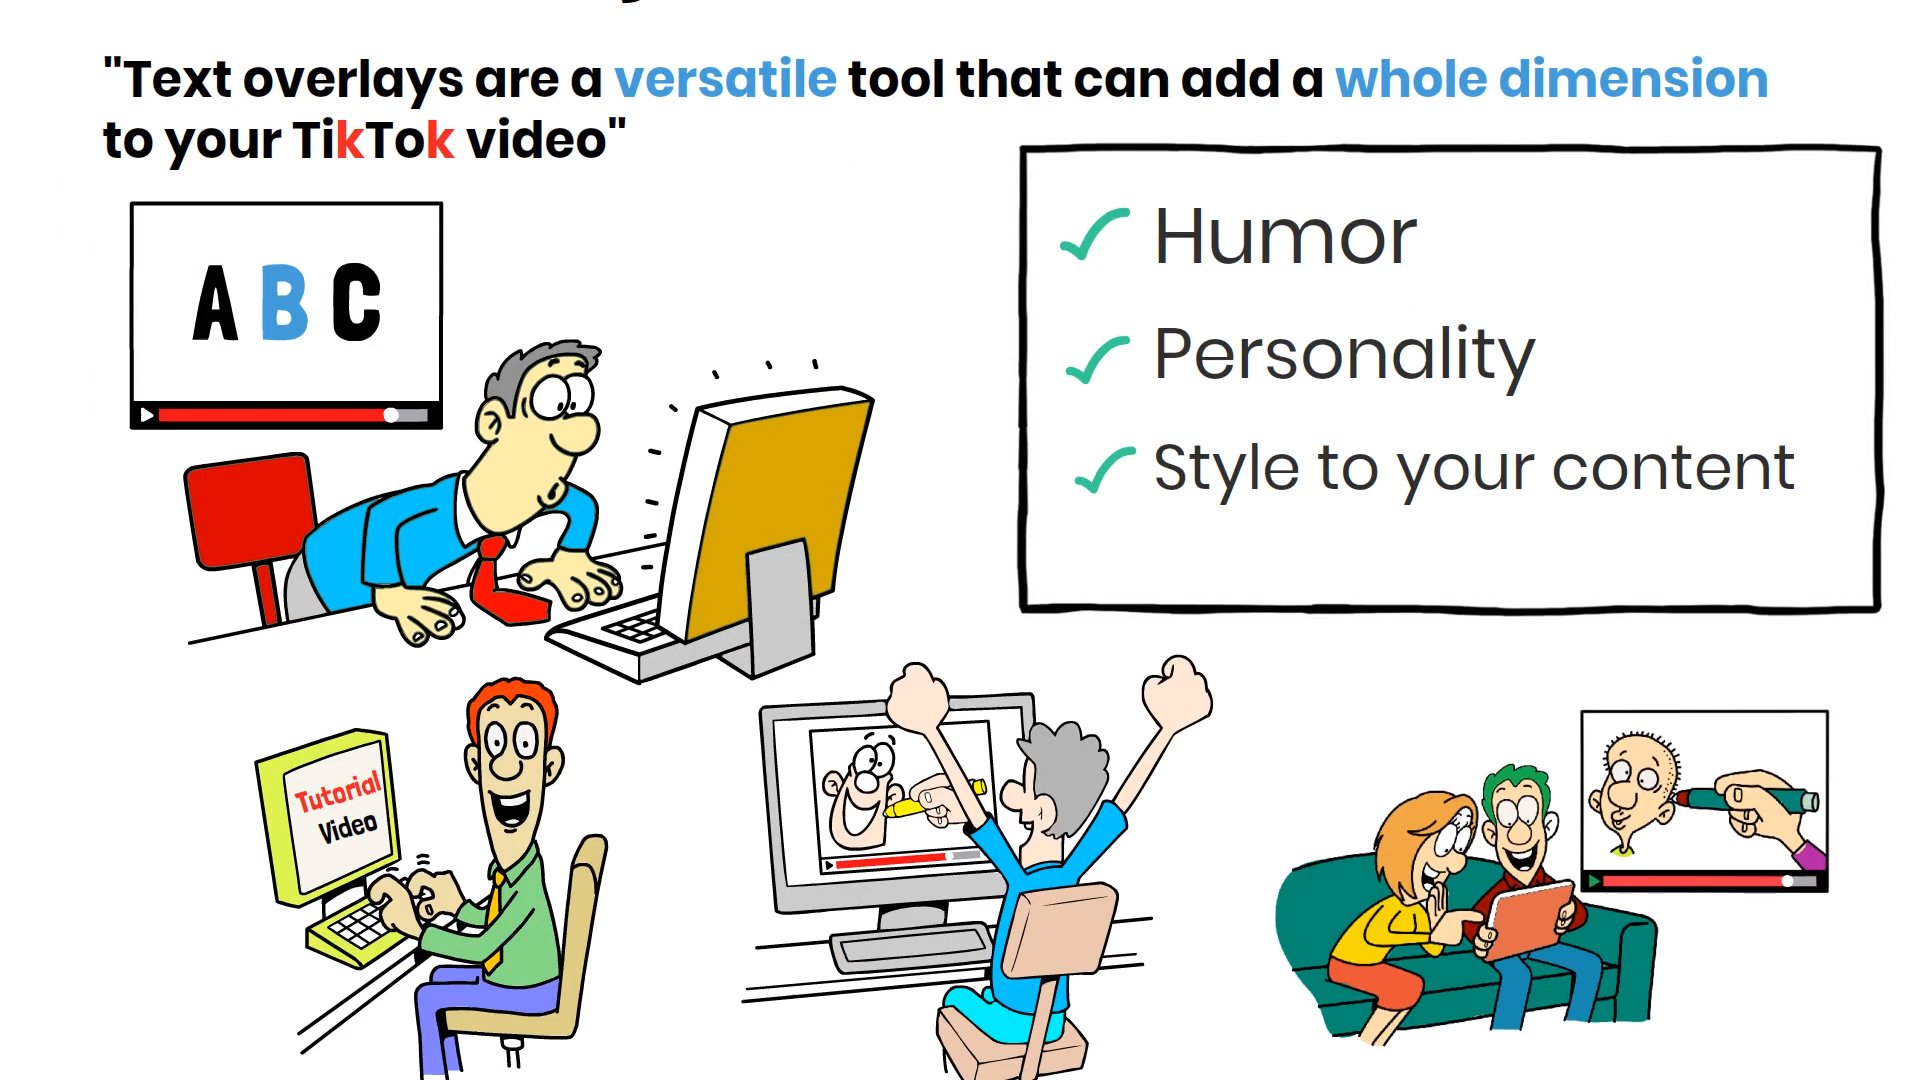 "Text overlays are a versatile tool that can add a whole dimension
to your TikTok video"
A B C
Humor
Personality
Style to your content
Tutorial
Video